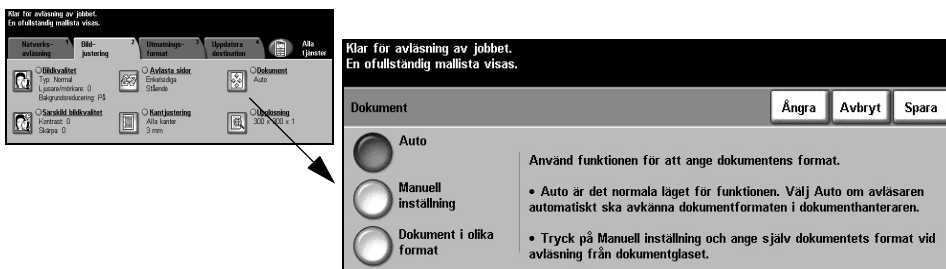 Klar för avläsning av jobbet.
En ofullständig mallista visas.
Nätverks-
avläsning
1
Bild-
justering
2
Utmatnings-
format
3
Uppdatera
destination
4
Alla
tjänster
Bildkvalitet
Typ: Normal
Ljusare/mörkare: 0
Bakgrundsreducering: På
Avlästa sidor
Enkelsidiga
Stående
Dokument
Auto
Särskild bildkvalitet
Kontrast: 0
Skärpa: 0
Kantjustering
Alla kanter
3 mm
Upplösning
300 x 300 x 1
Klar för avläsning av jobbet.
En ofullständig mallista visas.
Dokument
Ångra
Avbryt
Spara
Auto
Manuell
inställning
Dokument i olika
format
Använd funktionen för att ange dokumentens format.
• Auto är det normala läget för funktionen. Välj Auto om avläsaren
automatiskt ska avkänna dokumentformaten i dokumenthanteraren.
• Tryck på Manuell inställning och ange själv dokumentets format vid
avläsning från dokumentglaset.